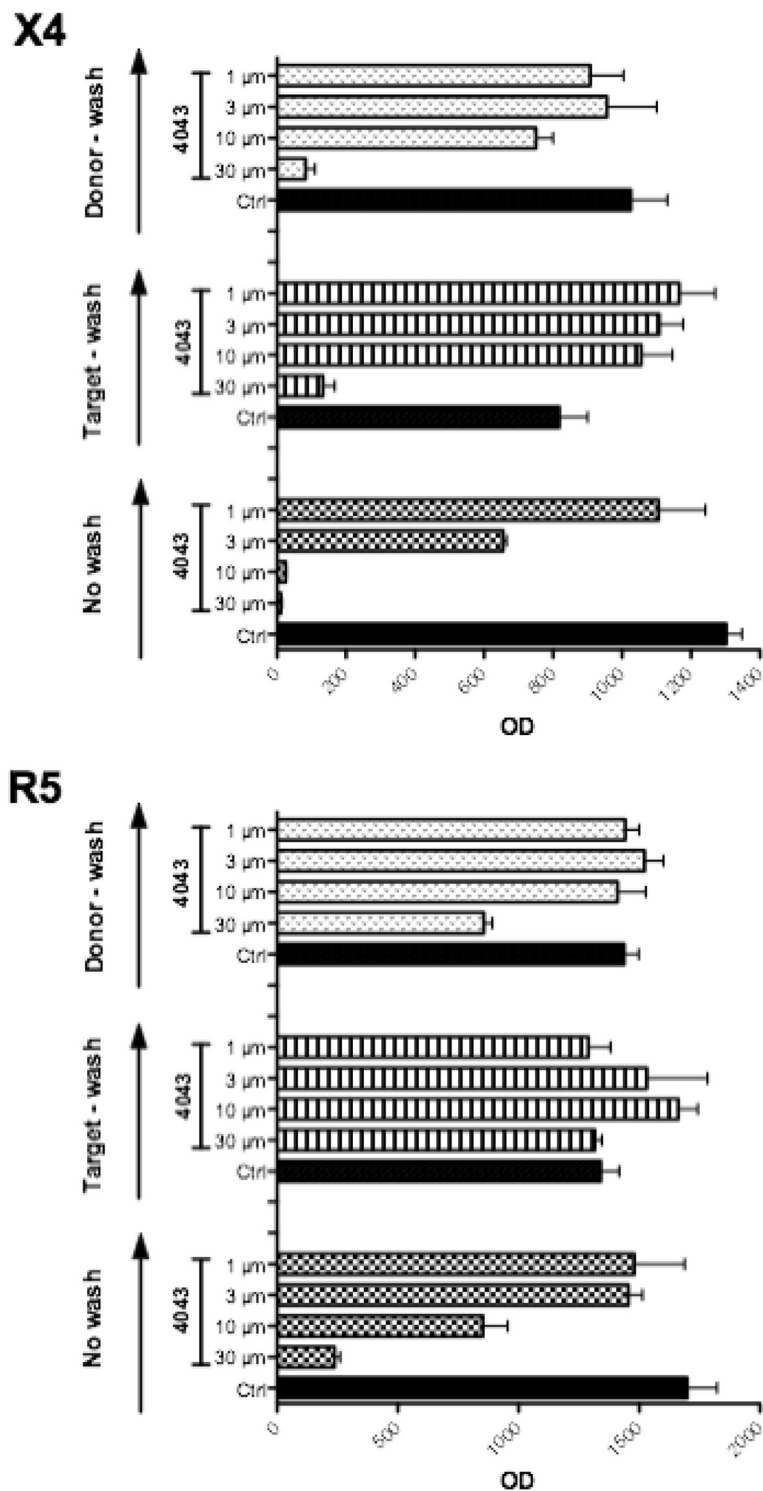 X4
Donor - wash
4043
1 µm
3 µm
10 µm
30 µm
Ctrl
Target - wash
4043
1 µm
3 µm
10 µm
30 µm
Ctrl
No wash
4043
1 µm
3 µm
10 µm
30 µm
Ctrl
0 200 400 600 800 1000 1200 1400
OD
R5
Donor - wash
4043
1 µm
3 µm
10 µm
30 µm
Ctrl
Target - wash
4043
1 µm
3 µm
10 µm
30 µm
Ctrl
No wash
4043
1 µm
3 µm
10 µm
30 µm
Ctrl
0 500 1000 1500 2000
OD